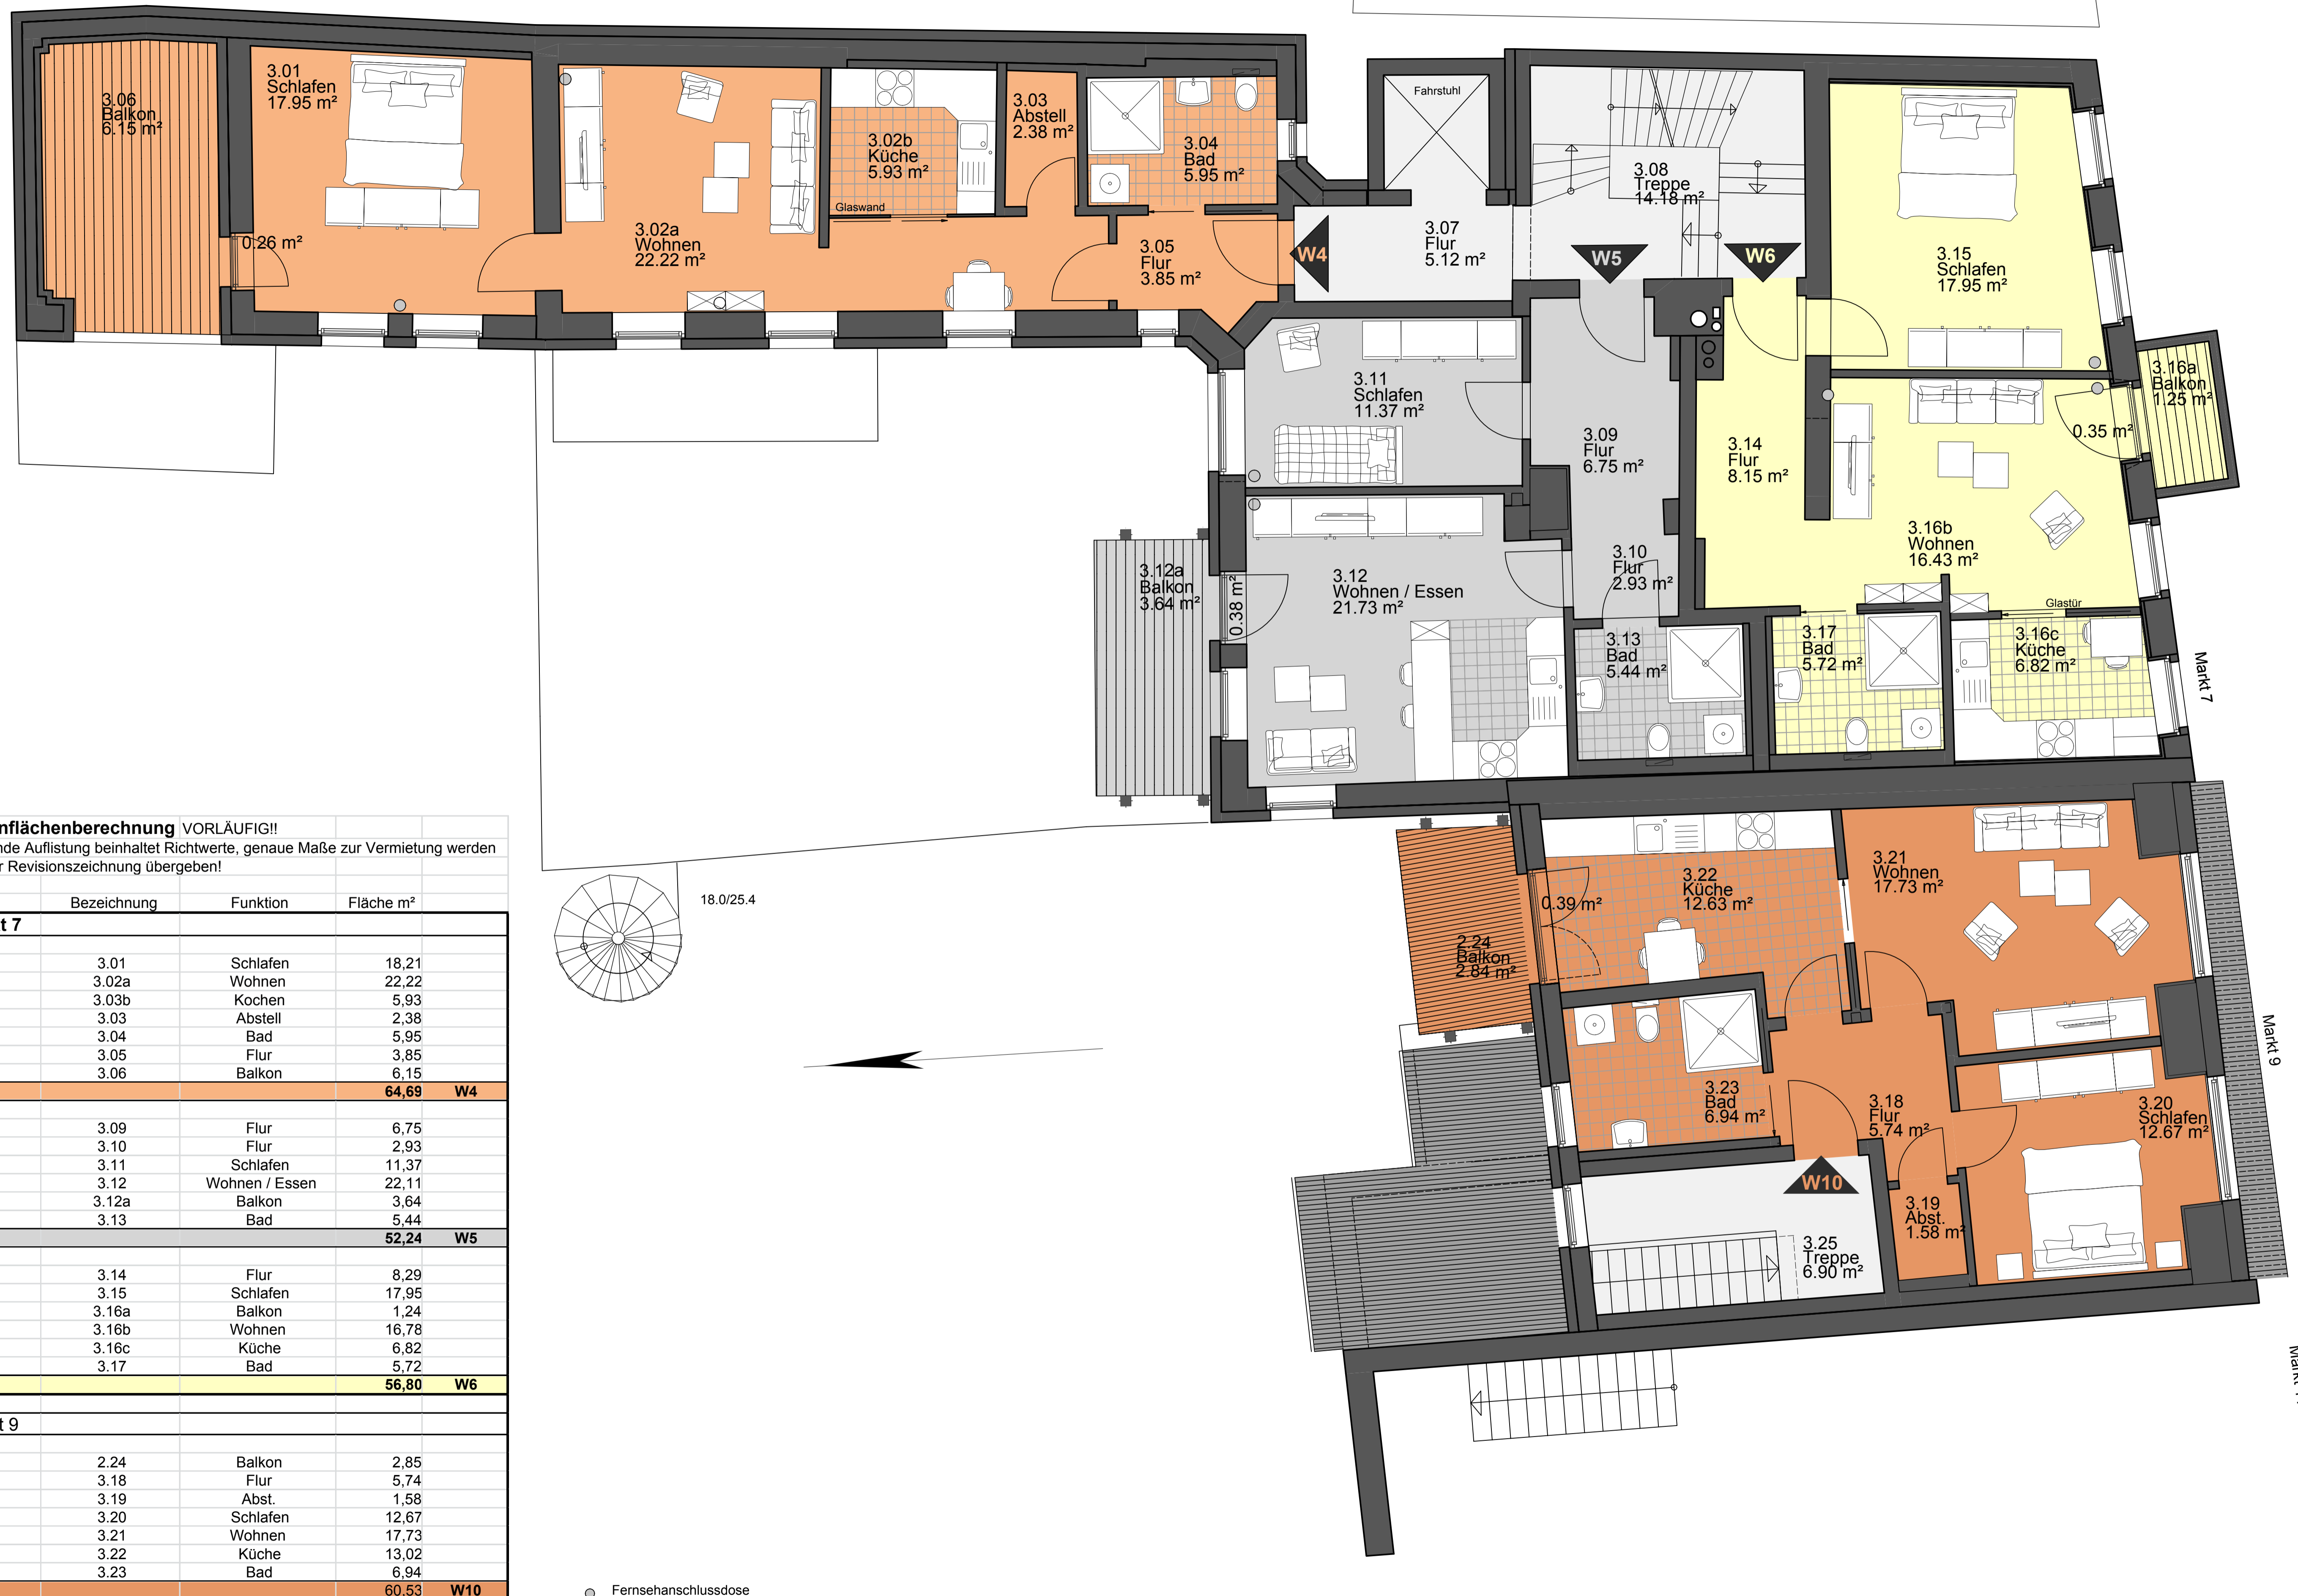 3.06
Balkon
6.15 m²
3.01
Schlafen
17.95 m²
0.26 m²
3.02a
Wohnen
22.22 m²
3.02b
Küche
5.93 m²
Glaswand
3.03
Abstell
2.38 m²
3.04
Bad
5.95 m²
3.05
Flur
3.85 m²
W4
Fahrstuhl
3.07
Flur
5.12 m²
3.08
Treppe
14.18 m²
W5
W6
3.15
Schlafen
17.95 m²
3.16a
Balkon
1.25 m²
0.35 m²
3.11
Schlafen
11.37 m²
3.09
Flur
6.75 m²
3.14
Flur
8.15 m²
3.16b
Wohnen
16.43 m²
3.10
Flur
2.93 m²
3.12a
Balkon
3.64 m²
0.38 m²
3.12
Wohnen / Essen
21.73 m²
3.13
Bad
5.44 m²
3.17
Bad
5.72 m²
Glastür
3.16c
Küche
6.82 m²
Markt 7
3.22
Küche
12.63 m²
0.39 m²
3.21
Wohnen
17.73 m²
2.24
Balkon
2.84 m²
3.23
Bad
6.94 m²
3.18
Flur
5.74 m²
3.20
Schlafen
12.67 m²
W10
3.19
Abst.
1.58 m²
3.25
Treppe
6.90 m²
Markt 9
18.0/25.4
nflächenberechnung VORLÄUFIG!!
nde Auflistung beinhaltet Richtwerte, genaue Maße zur Vermietung werden
r Revisionszeichnung übergeben!
Bezeichnung Funktion Fläche m²
t 7
3.01 Schlafen 18,21
3.02a Wohnen 22,22
3.03b Kochen 5,93
3.03 Abstell 2,38
3.04 Bad 5,95
3.05 Flur 3,85
3.06 Balkon 6,15
64,69 W4
3.09 Flur 6,75
3.10 Flur 2,93
3.11 Schlafen 11,37
3.12 Wohnen / Essen 22,11
3.12a Balkon 3,64
3.13 Bad 5,44
52,24 W5
3.14 Flur 8,29
3.15 Schlafen 17,95
3.16a Balkon 1,24
3.16b Wohnen 16,78
3.16c Küche 6,82
3.17 Bad 5,72
56,80 W6
t 9
2.24 Balkon 2,85
3.18 Flur 5,74
3.19 Abst. 1,58
3.20 Schlafen 12,67
3.21 Wohnen 17,73
3.22 Küche 13,02
3.23 Bad 6,94
60,53 W10
Fernsehanschlussdose